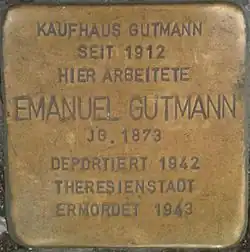 KAUFHAUS GUTMANN
SEIT 1912
HIER ARBEITETE
EMANUEL GUTMANN
JG. 1873
DEPORTIERT 1942
THERESIENSTADT
ERMORDET 1943